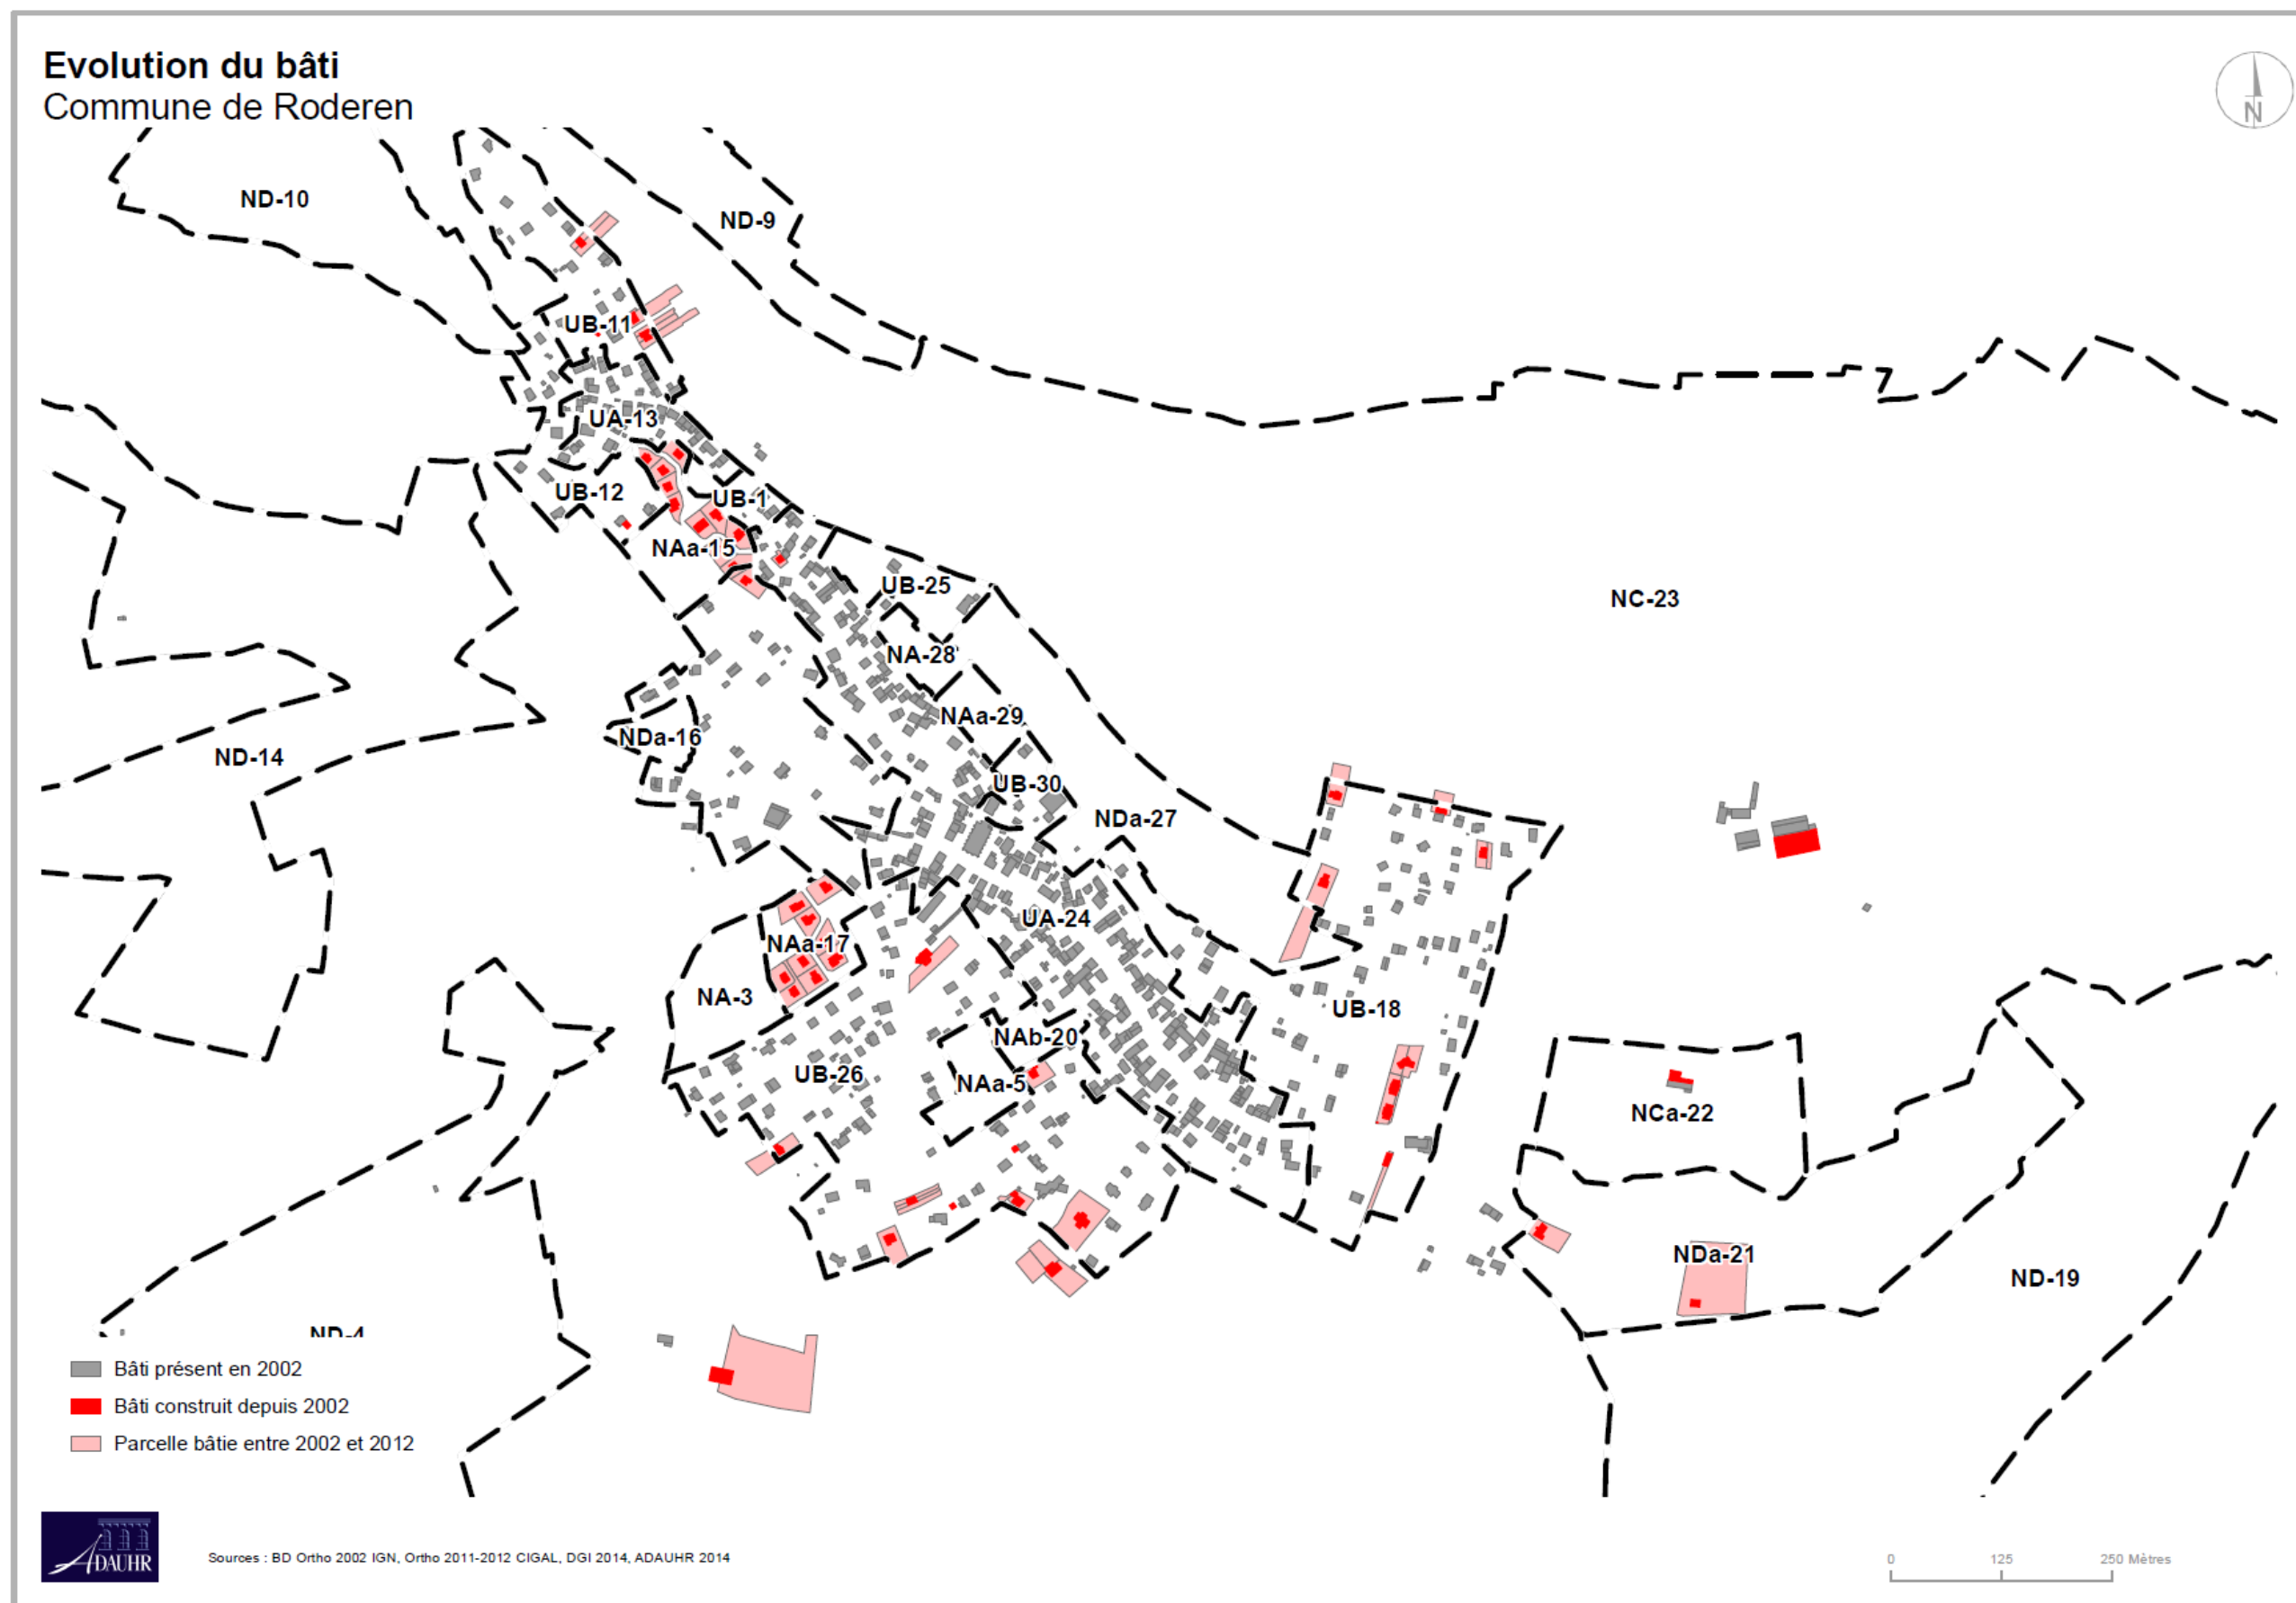 Evolution du bâti
Commune de Roderen
N
ND-10
ND-9
UB-11
UA-13
UB-12
UB-1
NAa-15
UB-25
NC-23
NA-28
NAa-29
NDa-16
ND-14
UB-30
NDa-27
UA-24
NAa-17
NA-3
UB-18
NAb-20
UB-26
NAa-5
NCa-22
NDa-21
ND-19
ND-4
Bâti présent en 2002
Bâti construit depuis 2002
Parcelle bâtie entre 2002 et 2012
ADAUHR
Sources : BD Ortho 2002 IGN, Ortho 2011-2012 CIGAL, DGI 2014, ADAUHR 2014
0 125 250 Mètres